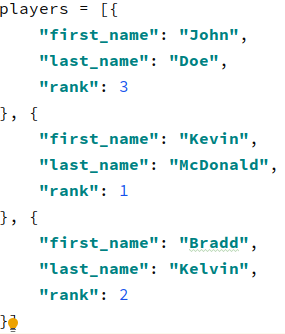 players = [{
    "first_name": "John",
    "last_name": "Doe",
    "rank": 3
}, {
    "first_name": "Kevin",
    "last_name": "McDonald",
    "rank": 1
}, {
    "first_name": "Bradd",
    "last_name": "Kelvin",
    "rank": 2
}]